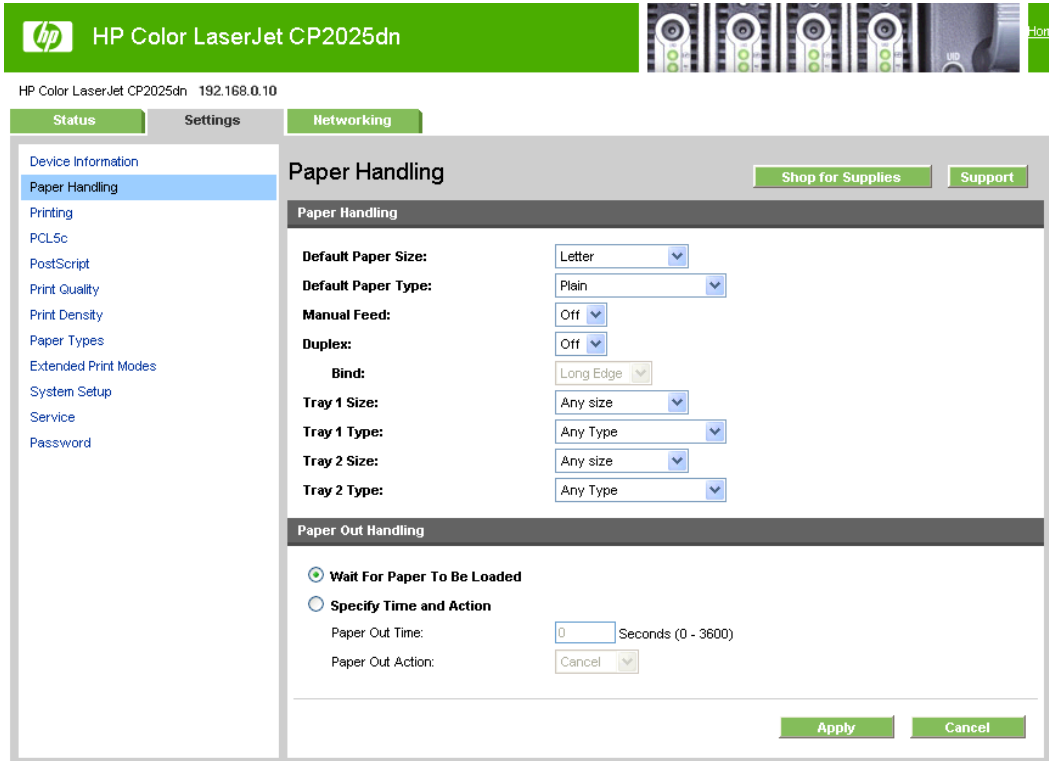 hp HP Color LaserJet CP2025dn
UID
HP Color LaserJet CP2025dn 192.168.0.10
Status Settings Networking
Device Information
Paper Handling
Printing
PCL5c
PostScript
Print Quality
Print Density
Paper Types
Extended Print Modes
System Setup
Service
Password
Paper Handling
Shop for Supplies Support
Paper Handling
Default Paper Size: Letter
Default Paper Type: Plain
Manual Feed: Off
Duplex: Off
Bind: Long Edge
Tray 1 Size: Any size
Tray 1 Type: Any Type
Tray 2 Size: Any size
Tray 2 Type: Any Type
Paper Out Handling
Wait For Paper To Be Loaded
Specify Time and Action
Paper Out Time: 0 Seconds (0 - 3600)
Paper Out Action: Cancel
Apply Cancel